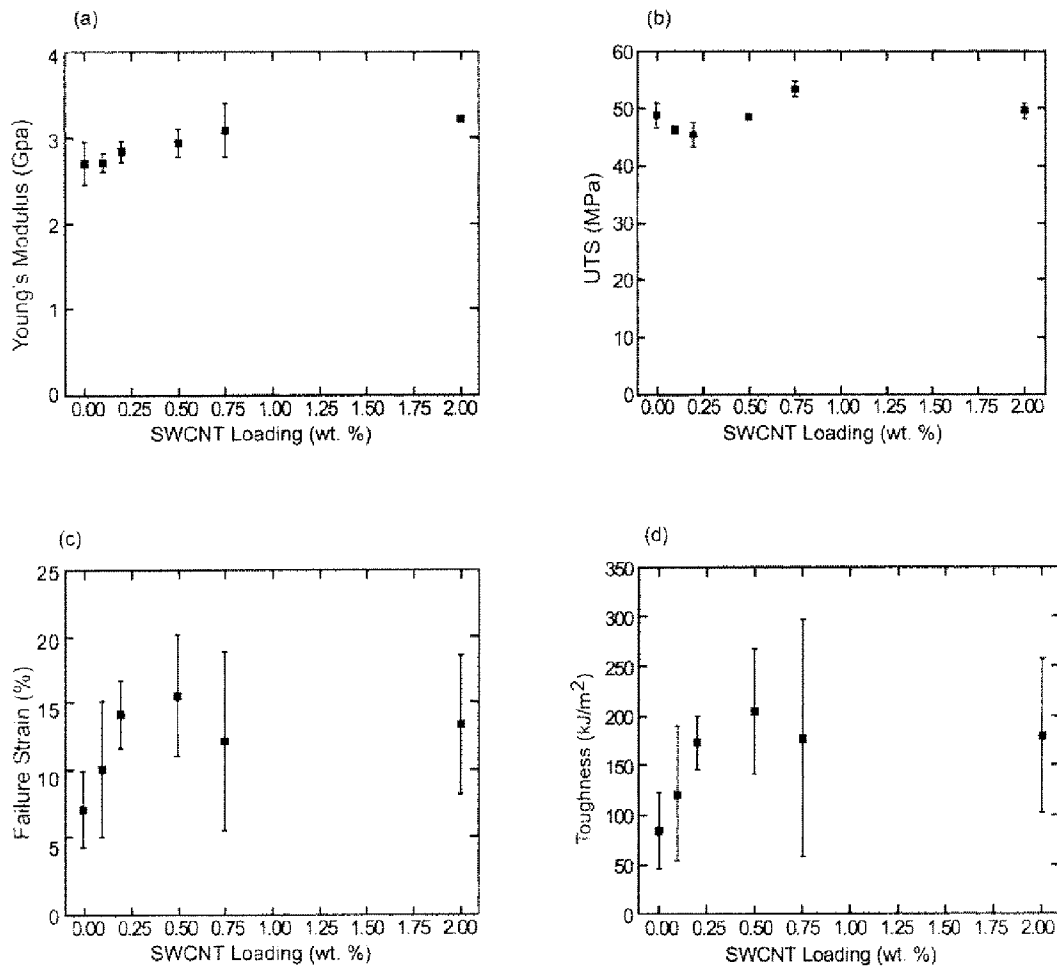 (a)
4
3
2
1
0
Young's Modulus (Gpa)
0.00 0.25 0.50 0.75 1.00 1.25 1.50 1.75 2.00
SWCNT Loading (wt. %)
(b)
60
50
40
30
20
10
0
UTS (MPa)
0.00 0.25 0.50 0.75 1.00 1.25 1.50 1.75 2.00
SWCNT Loading (wt. %)
(c)
25
20
15
10
5
0
Failure Strain (%)
0.00 0.25 0.50 0.75 1.00 1.25 1.50 1.75 2.00
SWCNT Loading (wt. %)
(d)
350
300
250
200
150
100
50
0
Toughness (kJ/m²)
0.00 0.25 0.50 0.75 1.00 1.25 1.50 1.75 2.00
SWCNT Loading (wt. %)